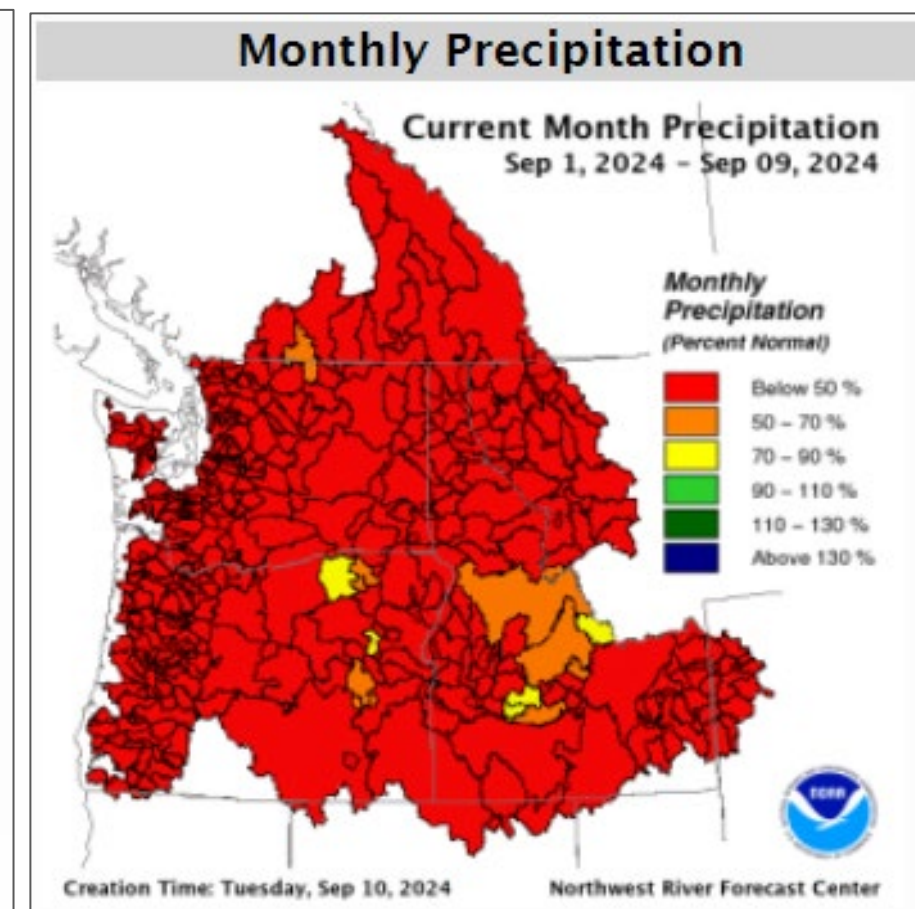 Monthly Precipitation
Current Month Precipitation
Sep 1, 2024 - Sep 09, 2024
Monthly
Precipitation
(Percent Normal)
Below 50 %
50 - 70 %
70 - 90 %
90 - 110 %
110 - 130 %
Above 130 %
NOAA
Creation Time: Tuesday, Sep 10, 2024
Northwest River Forecast Center